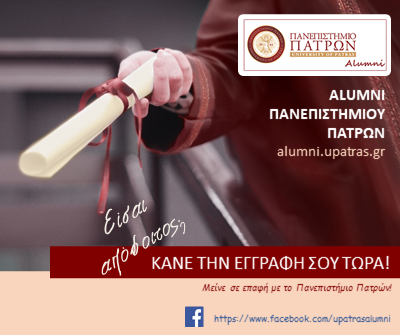 ΠΑΝΕΠΙΣΤΗΜΙΟ
ΠΑΤΡΩΝ
UNIVERSITY OF PATRAS
Alumni
ALUMNI
ΠΑΝΕΠΙΣΤΗΜΙΟΥ
ΠΑΤΡΩΝ
alumni.upatras.gr
Είσαι
απόφοιτος;
ΚΑΝΕ ΤΗΝ ΕΓΓΡΑΦΗ ΣΟΥ ΤΩΡΑ!
Μείνε σε επαφή με το Πανεπιστήμιο Πατρών!
https://www.facebook.com/upatrasalumni